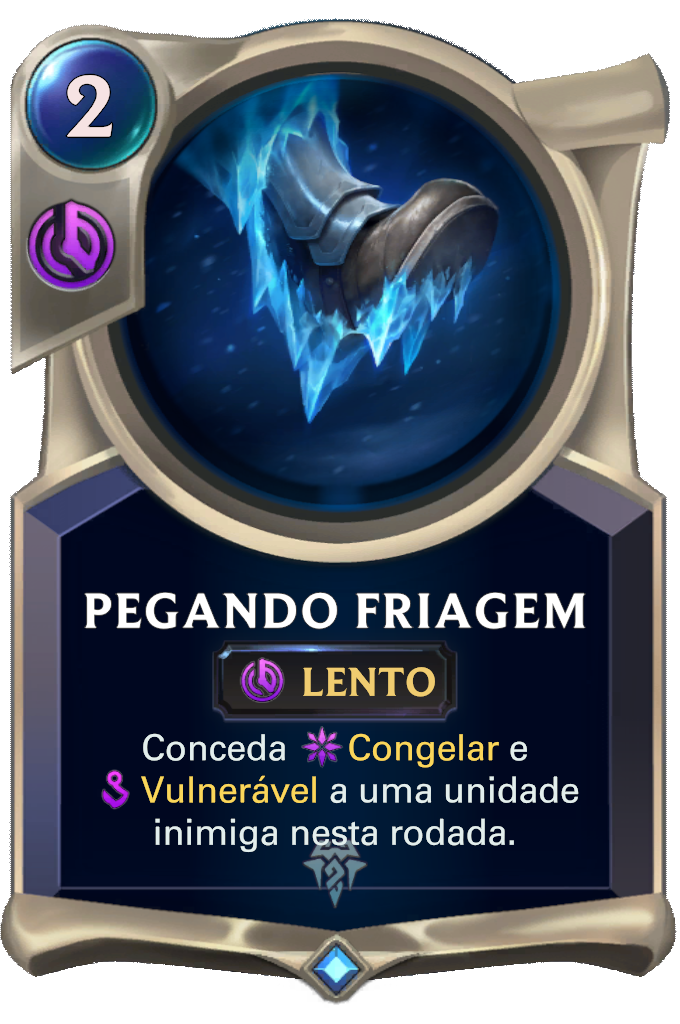 2
PEGANDO FRIAGEM
LENTO
Conceda Congelar e
Vulnerável a uma unidade
inimiga nesta rodada.